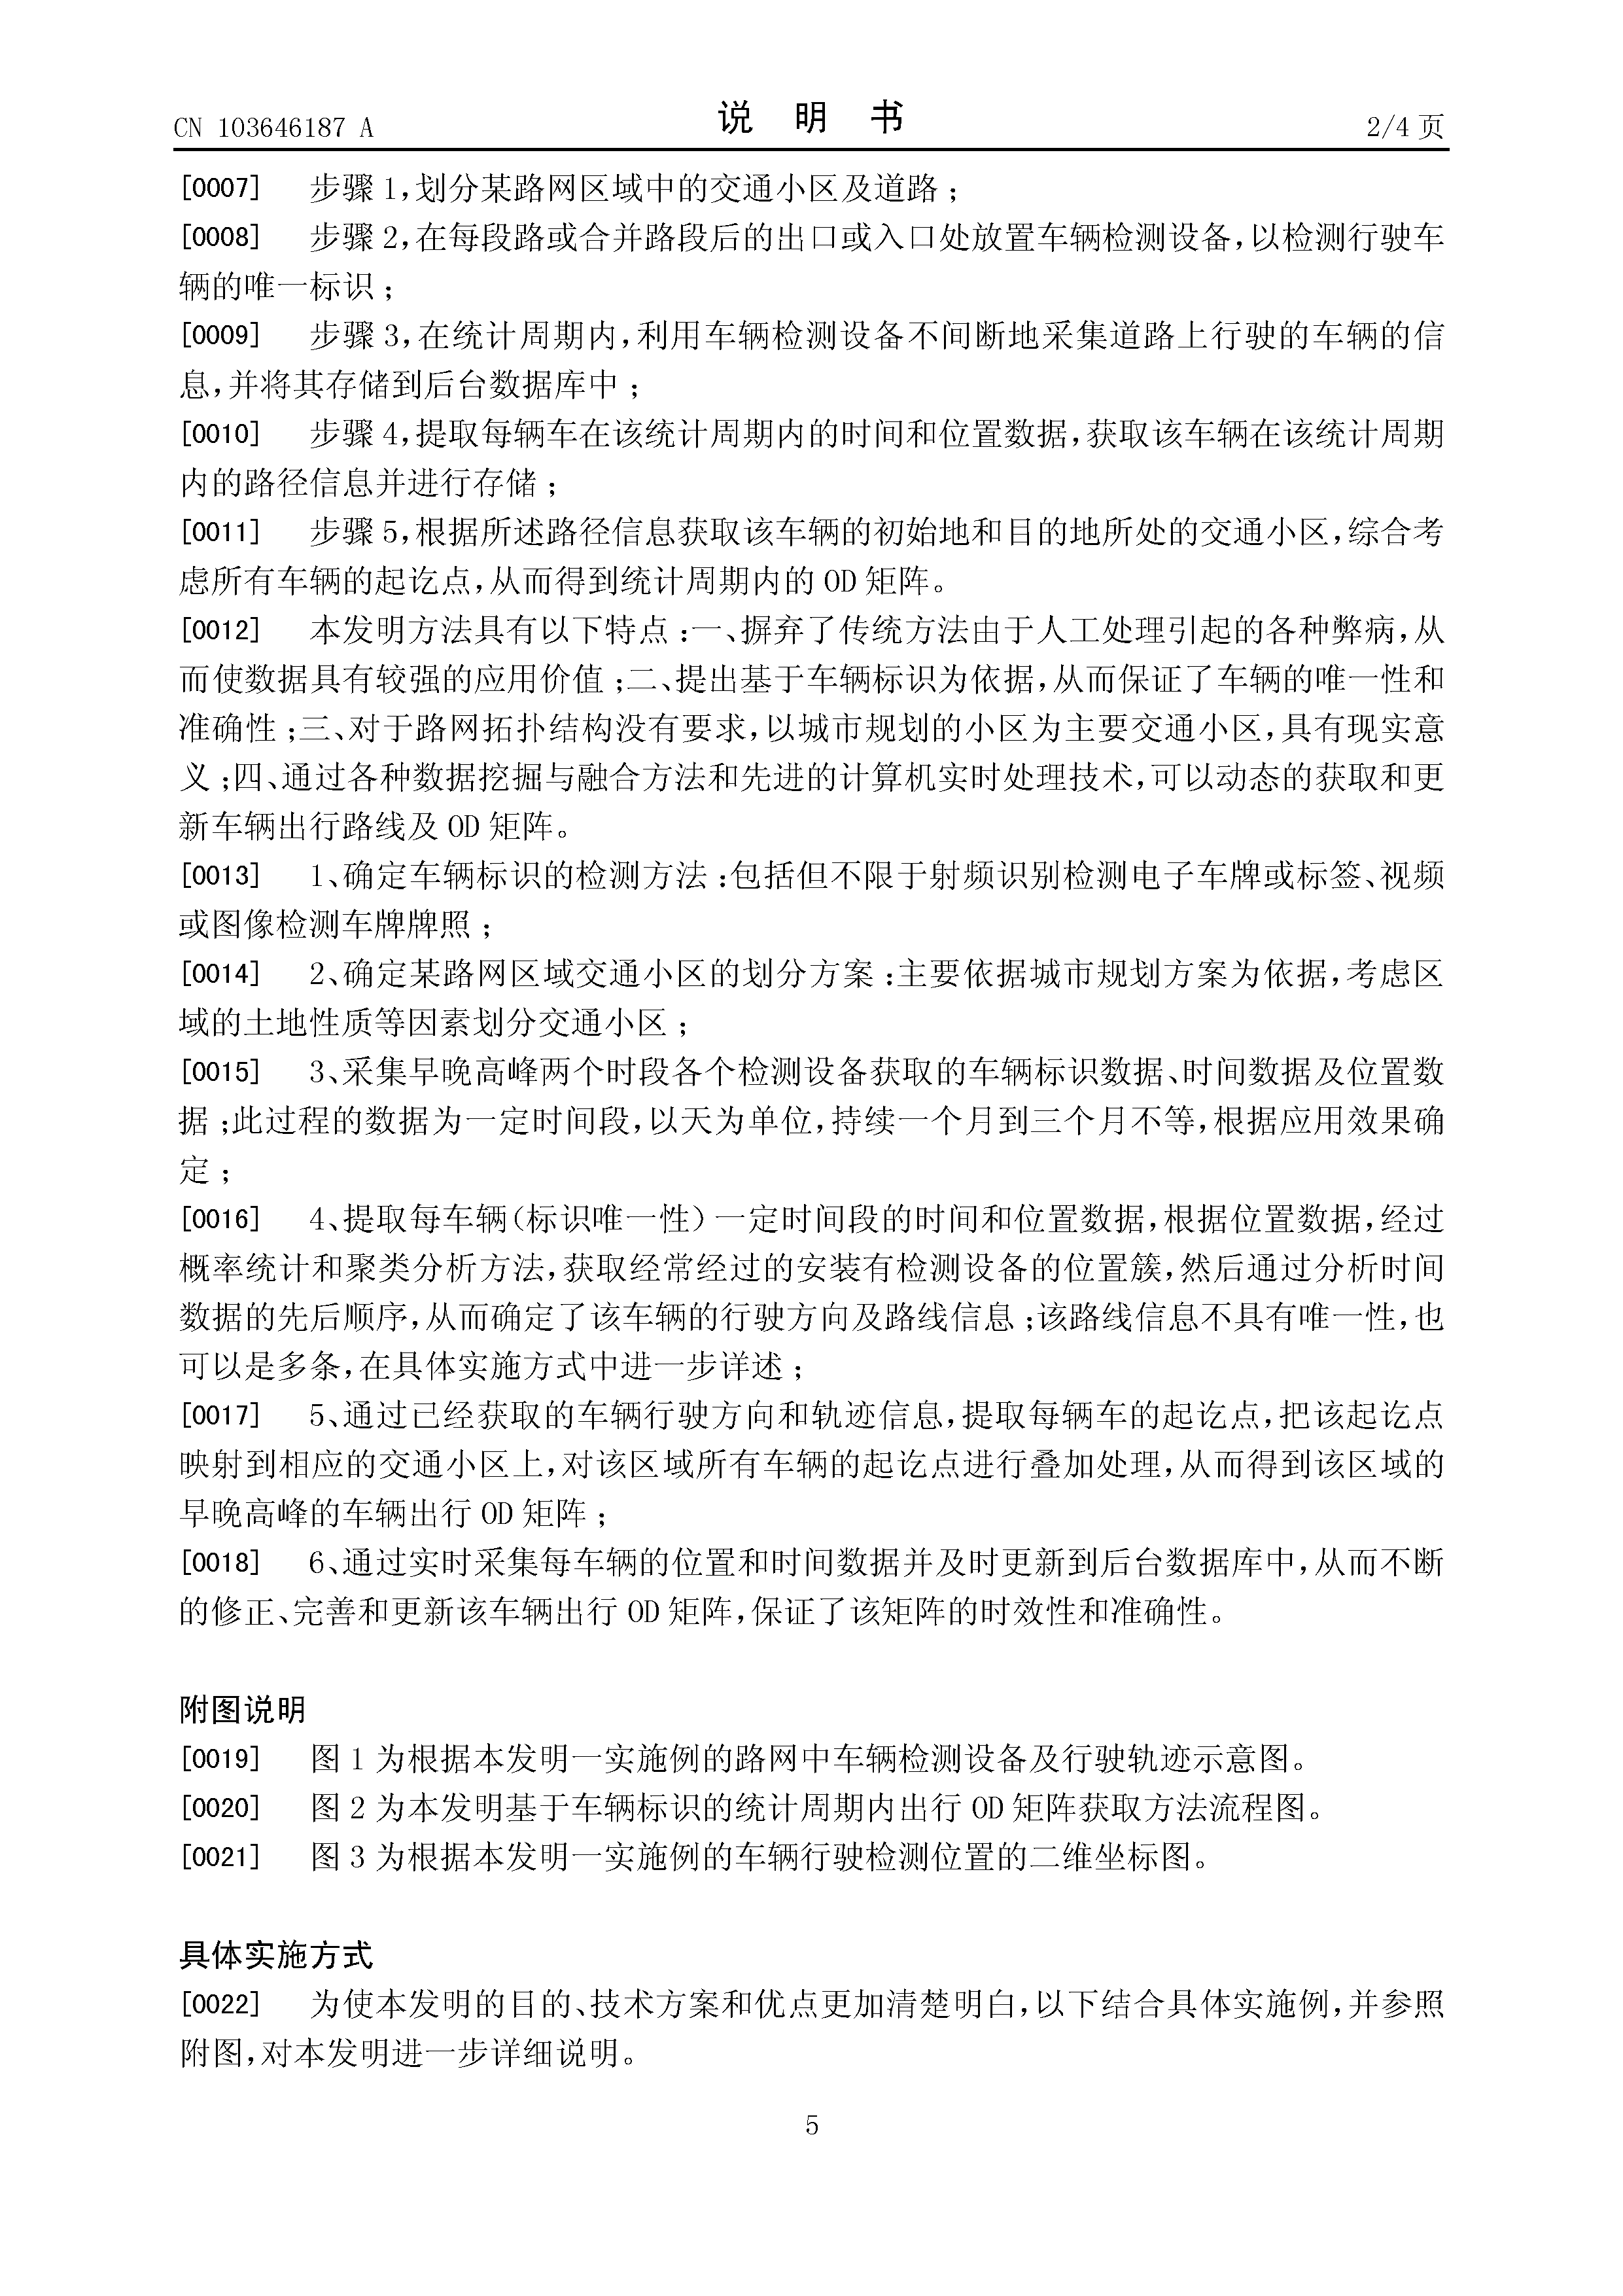 CN 103646187 A
说 明 书
2/4 页
[0007] 步骤 1,划分某路网区域中的交通小区及道路；
[0008] 步骤 2,在每段路或合并路段后的出口或入口处放置车辆检测设备,以检测行驶车
辆的唯一标识；
[0009] 步骤 3,在统计周期内,利用车辆检测设备不间断地采集道路上行驶的车辆的信
息,并将其存储到后台数据库中；
[0010] 步骤 4,提取每辆车在该统计周期内的时间和位置数据,获取该车辆在该统计周期
内的路径信息并进行存储；
[0011] 步骤 5,根据所述路径信息获取该车辆的初始地和目的地所处的交通小区,综合考
虑所有车辆的起讫点,从而得到统计周期内的 OD 矩阵。
[0012] 本发明方法具有以下特点：一、摒弃了传统方法由于人工处理引起的各种弊病,从
而使数据具有较强的应用价值；二、提出基于车辆标识为依据,从而保证了车辆的唯一性和
准确性；三、对于路网拓扑结构没有要求,以城市规划的小区为主要交通小区,具有现实意
义；四、通过各种数据挖掘与融合方法和先进的计算机实时处理技术,可以动态的获取和更
新车辆出行路线及 OD 矩阵。
[0013] 1、确定车辆标识的检测方法：包括但不限于射频识别检测电子车牌或标签、视频
或图像检测车牌牌照；
[0014] 2、确定某路网区域交通小区的划分方案：主要依据城市规划方案为依据,考虑区
域的土地性质等因素划分交通小区；
[0015] 3、采集早晚高峰两个时段各个检测设备获取的车辆标识数据、时间数据及位置数
据；此过程的数据为一定时间段,以天为单位,持续一个月到三个月不等,根据应用效果确
定；
[0016] 4、提取每车辆(标识唯一性)一定时间段的时间和位置数据,根据位置数据,经过
概率统计和聚类分析方法,获取经常经过的安装有检测设备的位置簇,然后通过分析时间
数据的先后顺序,从而确定了该车辆的行驶方向及路线信息；该路线信息不具有唯一性,也
可以是多条,在具体实施方式中进一步详述；
[0017] 5、通过已经获取的车辆行驶方向和轨迹信息,提取每辆车的起讫点,把该起讫点
映射到相应的交通小区上,对该区域所有车辆的起讫点进行叠加处理,从而得到该区域的
早晚高峰的车辆出行 OD 矩阵；
[0018] 6、通过实时采集每车辆的位置和时间数据并及时更新到后台数据库中,从而不断
的修正、完善和更新该车辆出行 OD 矩阵,保证了该矩阵的时效性和准确性。
附图说明
[0019] 图 1 为根据本发明一实施例的路网中车辆检测设备及行驶轨迹示意图。
[0020] 图 2 为本发明基于车辆标识的统计周期内出行 OD 矩阵获取方法流程图。
[0021] 图 3 为根据本发明一实施例的车辆行驶检测位置的二维坐标图。
具体实施方式
[0022] 为使本发明的目的、技术方案和优点更加清楚明白,以下结合具体实施例,并参照
附图,对本发明进一步详细说明。
5